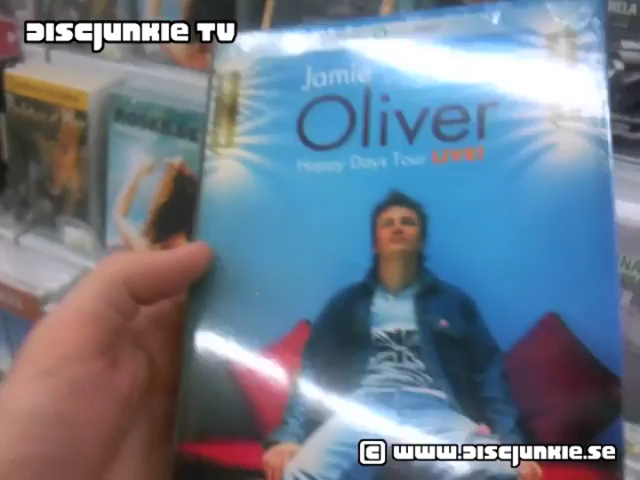 DISCJUNKIE TV
Jamie
Oliver
Happy Days Tour LIVE!
© www.DISCJUNKIE.SE